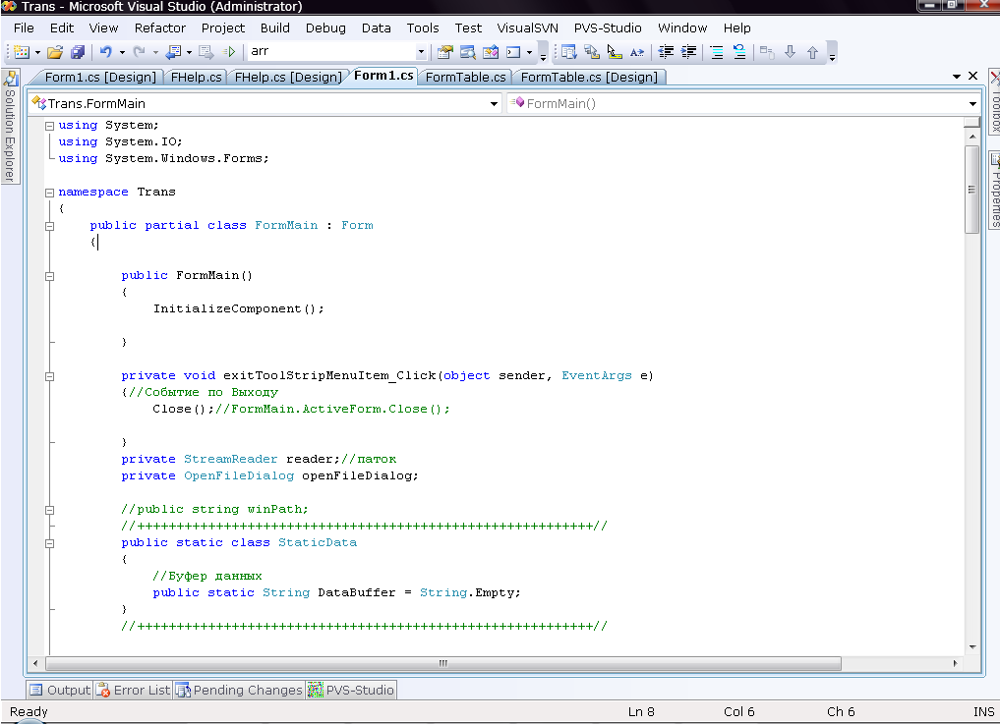 Trans - Microsoft Visual Studio (Administrator)
File Edit View Refactor Project Build Debug Data Tools Test VisualSVN PVS-Studio Window Help
arr
Form1.cs [Design] FHelp.cs FHelp.cs [Design] Form1.cs FormTable.cs FormTable.cs [Design]
Solution Explorer
Toolbox
Properties
Trans.FormMain FormMain()
using System;
using System.IO;
using System.Windows.Forms;
namespace Trans
{
public partial class FormMain : Form
{
public FormMain()
{
InitializeComponent();
}
private void exitToolStripMenuItem_Click(object sender, EventArgs e)
{//Событие по Выходу
Close();//FormMain.ActiveForm.Close();
}
private StreamReader reader;//паток
private OpenFileDialog openFileDialog;
//public string winPath;
//++++++++++++++++++++++++++++++++++++++++++++++++++++++++++//
public static class StaticData
{
//Буфер данных
public static String DataBuffer = String.Empty;
}
//++++++++++++++++++++++++++++++++++++++++++++++++++++++++++//
Output Error List Pending Changes PVS-Studio
Ready Ln 8 Col 6 Ch 6 INS